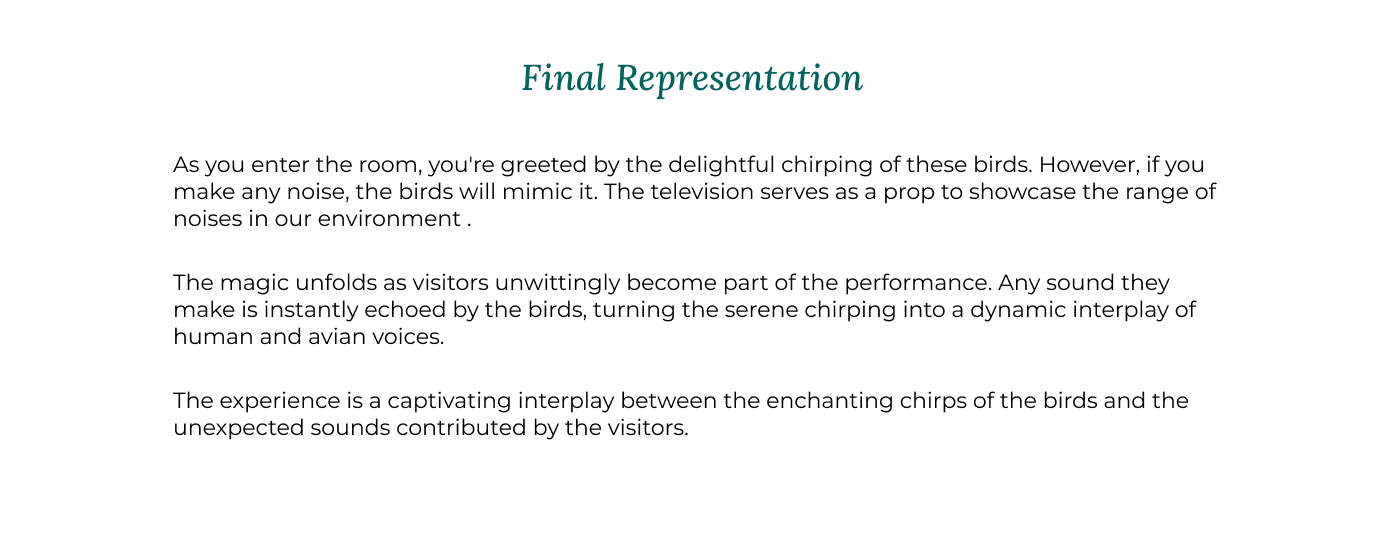 Final Representation
As you enter the room, you're greeted by the delightful chirping of these birds. However, if you
make any noise, the birds will mimic it. The television serves as a prop to showcase the range of
noises in our environment .
The magic unfolds as visitors unwittingly become part of the performance. Any sound they
make is instantly echoed by the birds, turning the serene chirping into a dynamic interplay of
human and avian voices.
The experience is a captivating interplay between the enchanting chirps of the birds and the
unexpected sounds contributed by the visitors.